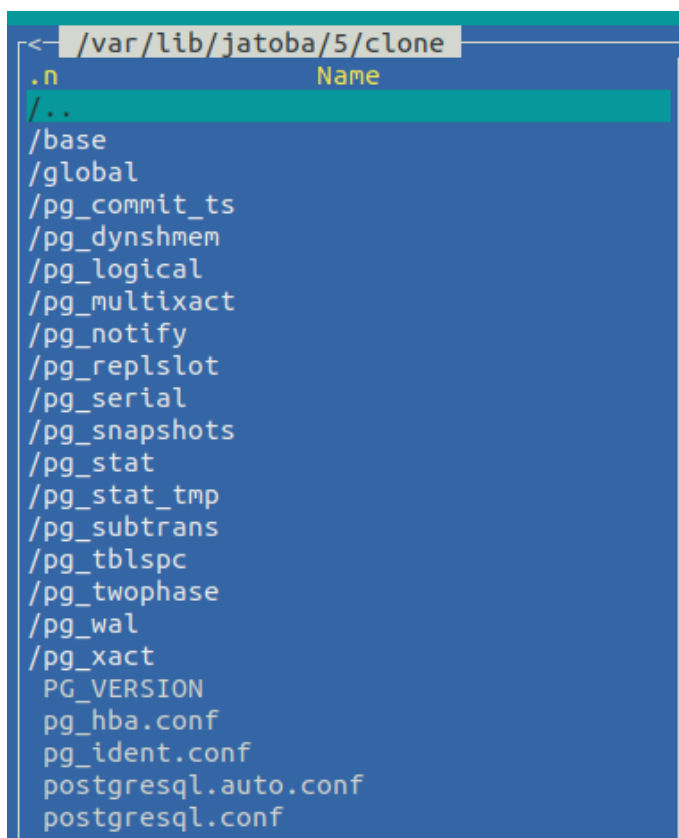 <- /var/lib/jatoba/5/clone
.n Name
/..
/base
/global
/pg_commit_ts
/pg_dynshmem
/pg_logical
/pg_multixact
/pg_notify
/pg_replslot
/pg_serial
/pg_snapshots
/pg_stat
/pg_stat_tmp
/pg_subtrans
/pg_tblspc
/pg_twophase
/pg_wal
/pg_xact
PG_VERSION
pg_hba.conf
pg_ident.conf
postgresql.auto.conf
postgresql.conf